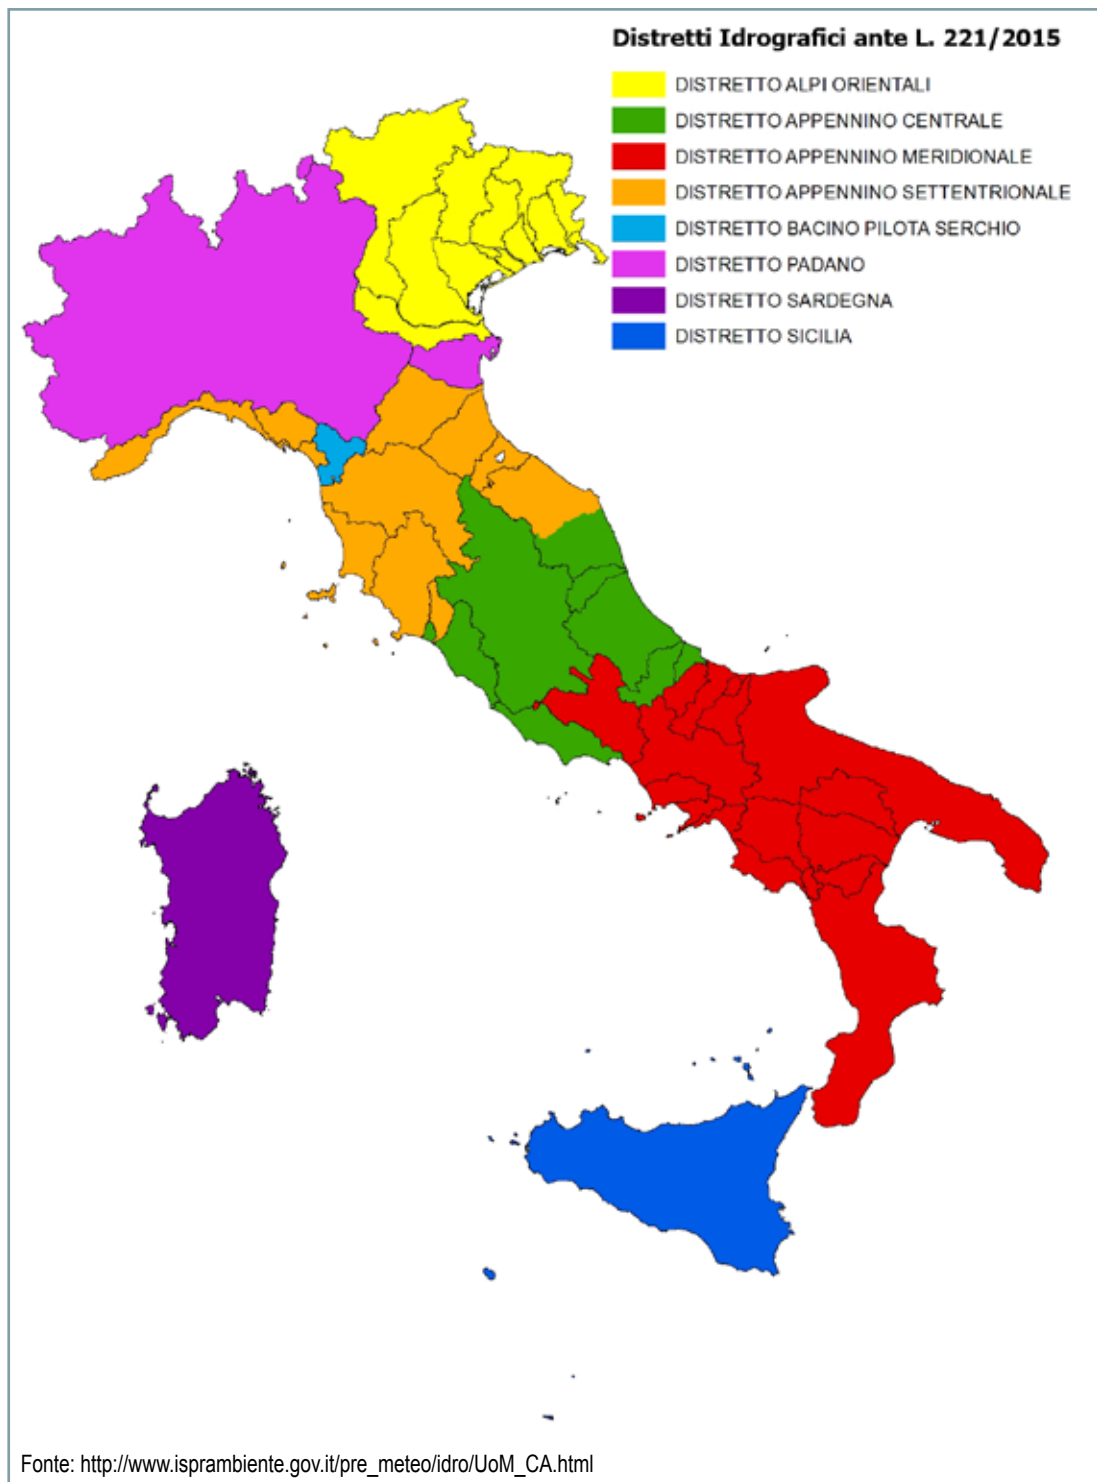 Distretti Idrografici ante L. 221/2015
DISTRETTO ALPI ORIENTALI
DISTRETTO APPENNINO CENTRALE
DISTRETTO APPENNINO MERIDIONALE
DISTRETTO APPENNINO SETTENTRIONALE
DISTRETTO BACINO PILOTA SERCHIO
DISTRETTO PADANO
DISTRETTO SARDEGNA
DISTRETTO SICILIA
Fonte: http://www.isprambiente.gov.it/pre_meteo/idro/UoM_CA.html